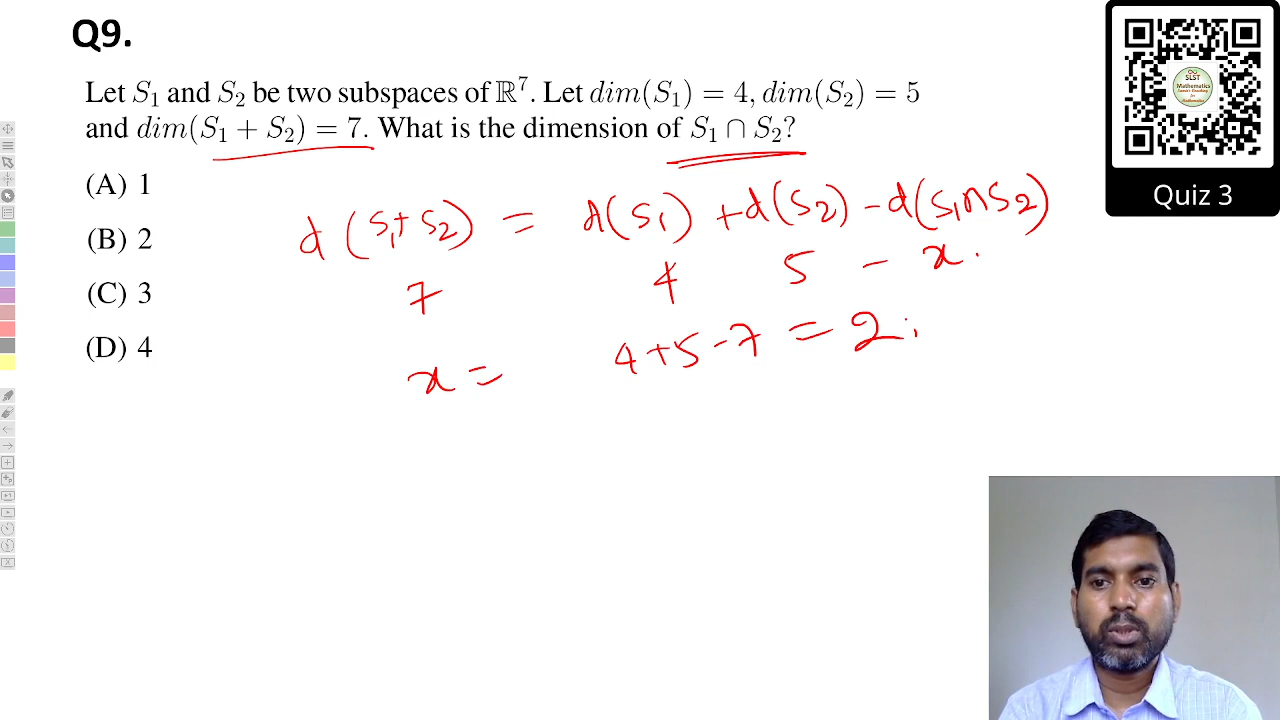 Q9.
Let S₁ and S₂ be two subspaces of ℝ⁷. Let dim(S₁) = 4, dim(S₂) = 5
and dim(S₁ + S₂) = 7. What is the dimension of S₁ ∩ S₂?
(A) 1
(B) 2
(C) 3
(D) 4
d(S₁+S₂) = d(S₁) + d(S₂) − d(S₁∩S₂)
7 4 5 − x.
x = 4+5−7 = 2
SLST
Mathematics
Quiz 3